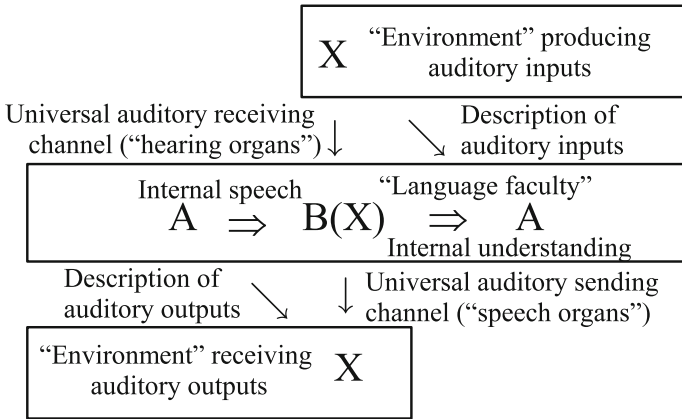 X “Environment” producing
auditory inputs
Universal auditory receiving
channel (“hearing organs”) ↓
Description of
↘ auditory inputs
Internal speech “Language faculty”
A ⇒ B(X) ⇒ A
Internal understanding
Description of
auditory outputs ↘
↓ Universal auditory sending
channel (“speech organs”)
“Environment” receiving
auditory outputs X